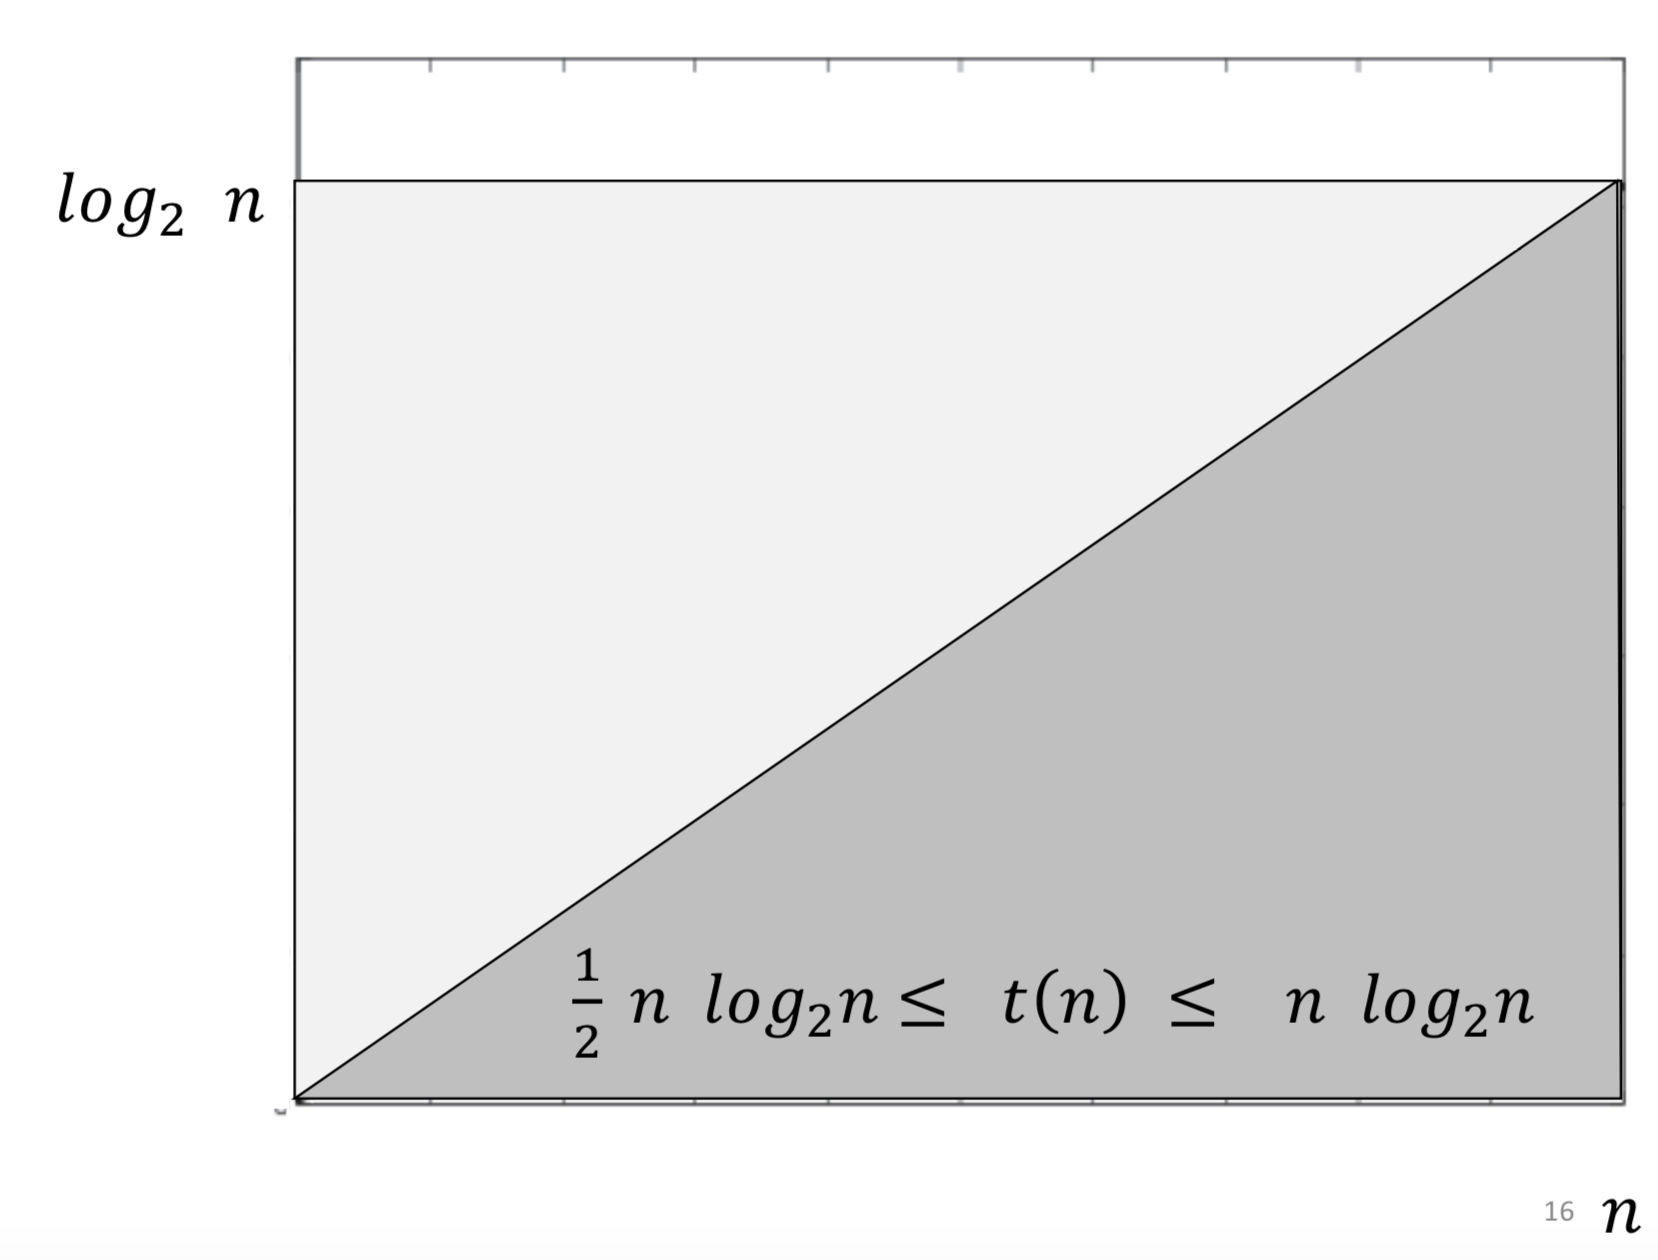 log₂ n
½ n log₂n ≤ t(n) ≤ n log₂n
16 n